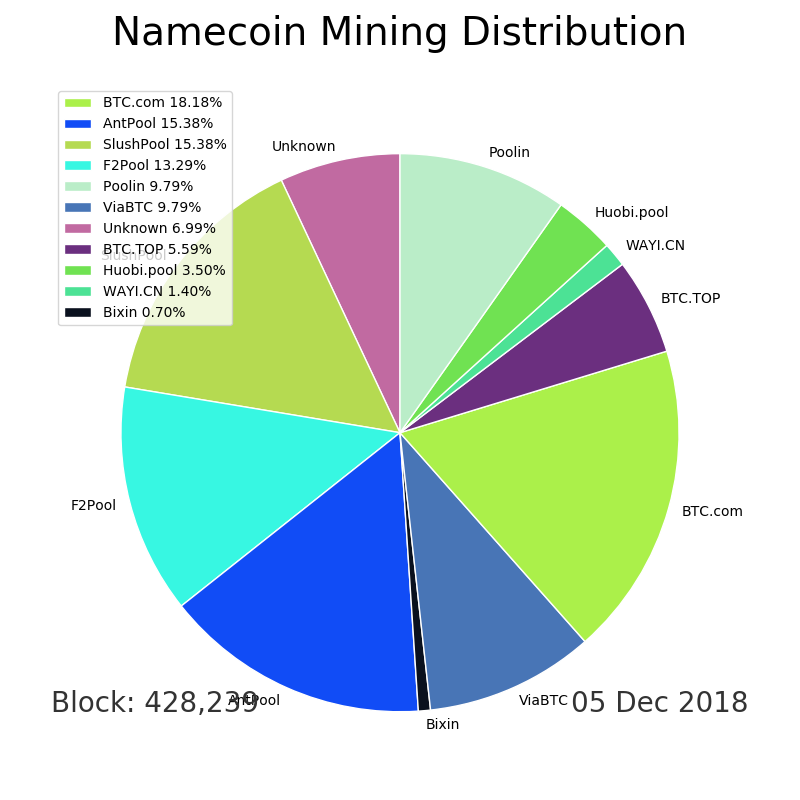 Namecoin Mining Distribution
BTC.com 18.18%
AntPool 15.38%
SlushPool 15.38%
F2Pool 13.29%
Poolin 9.79%
ViaBTC 9.79%
Unknown 6.99%
BTC.TOP 5.59%
Huobi.pool 3.50%
WAYI.CN 1.40%
Bixin 0.70%
Unknown
Poolin
Huobi.pool
WAYI.CN
SlushPool
BTC.TOP
F2Pool
BTC.com
AntPool
ViaBTC
Block: 428,239
05 Dec 2018
Bixin